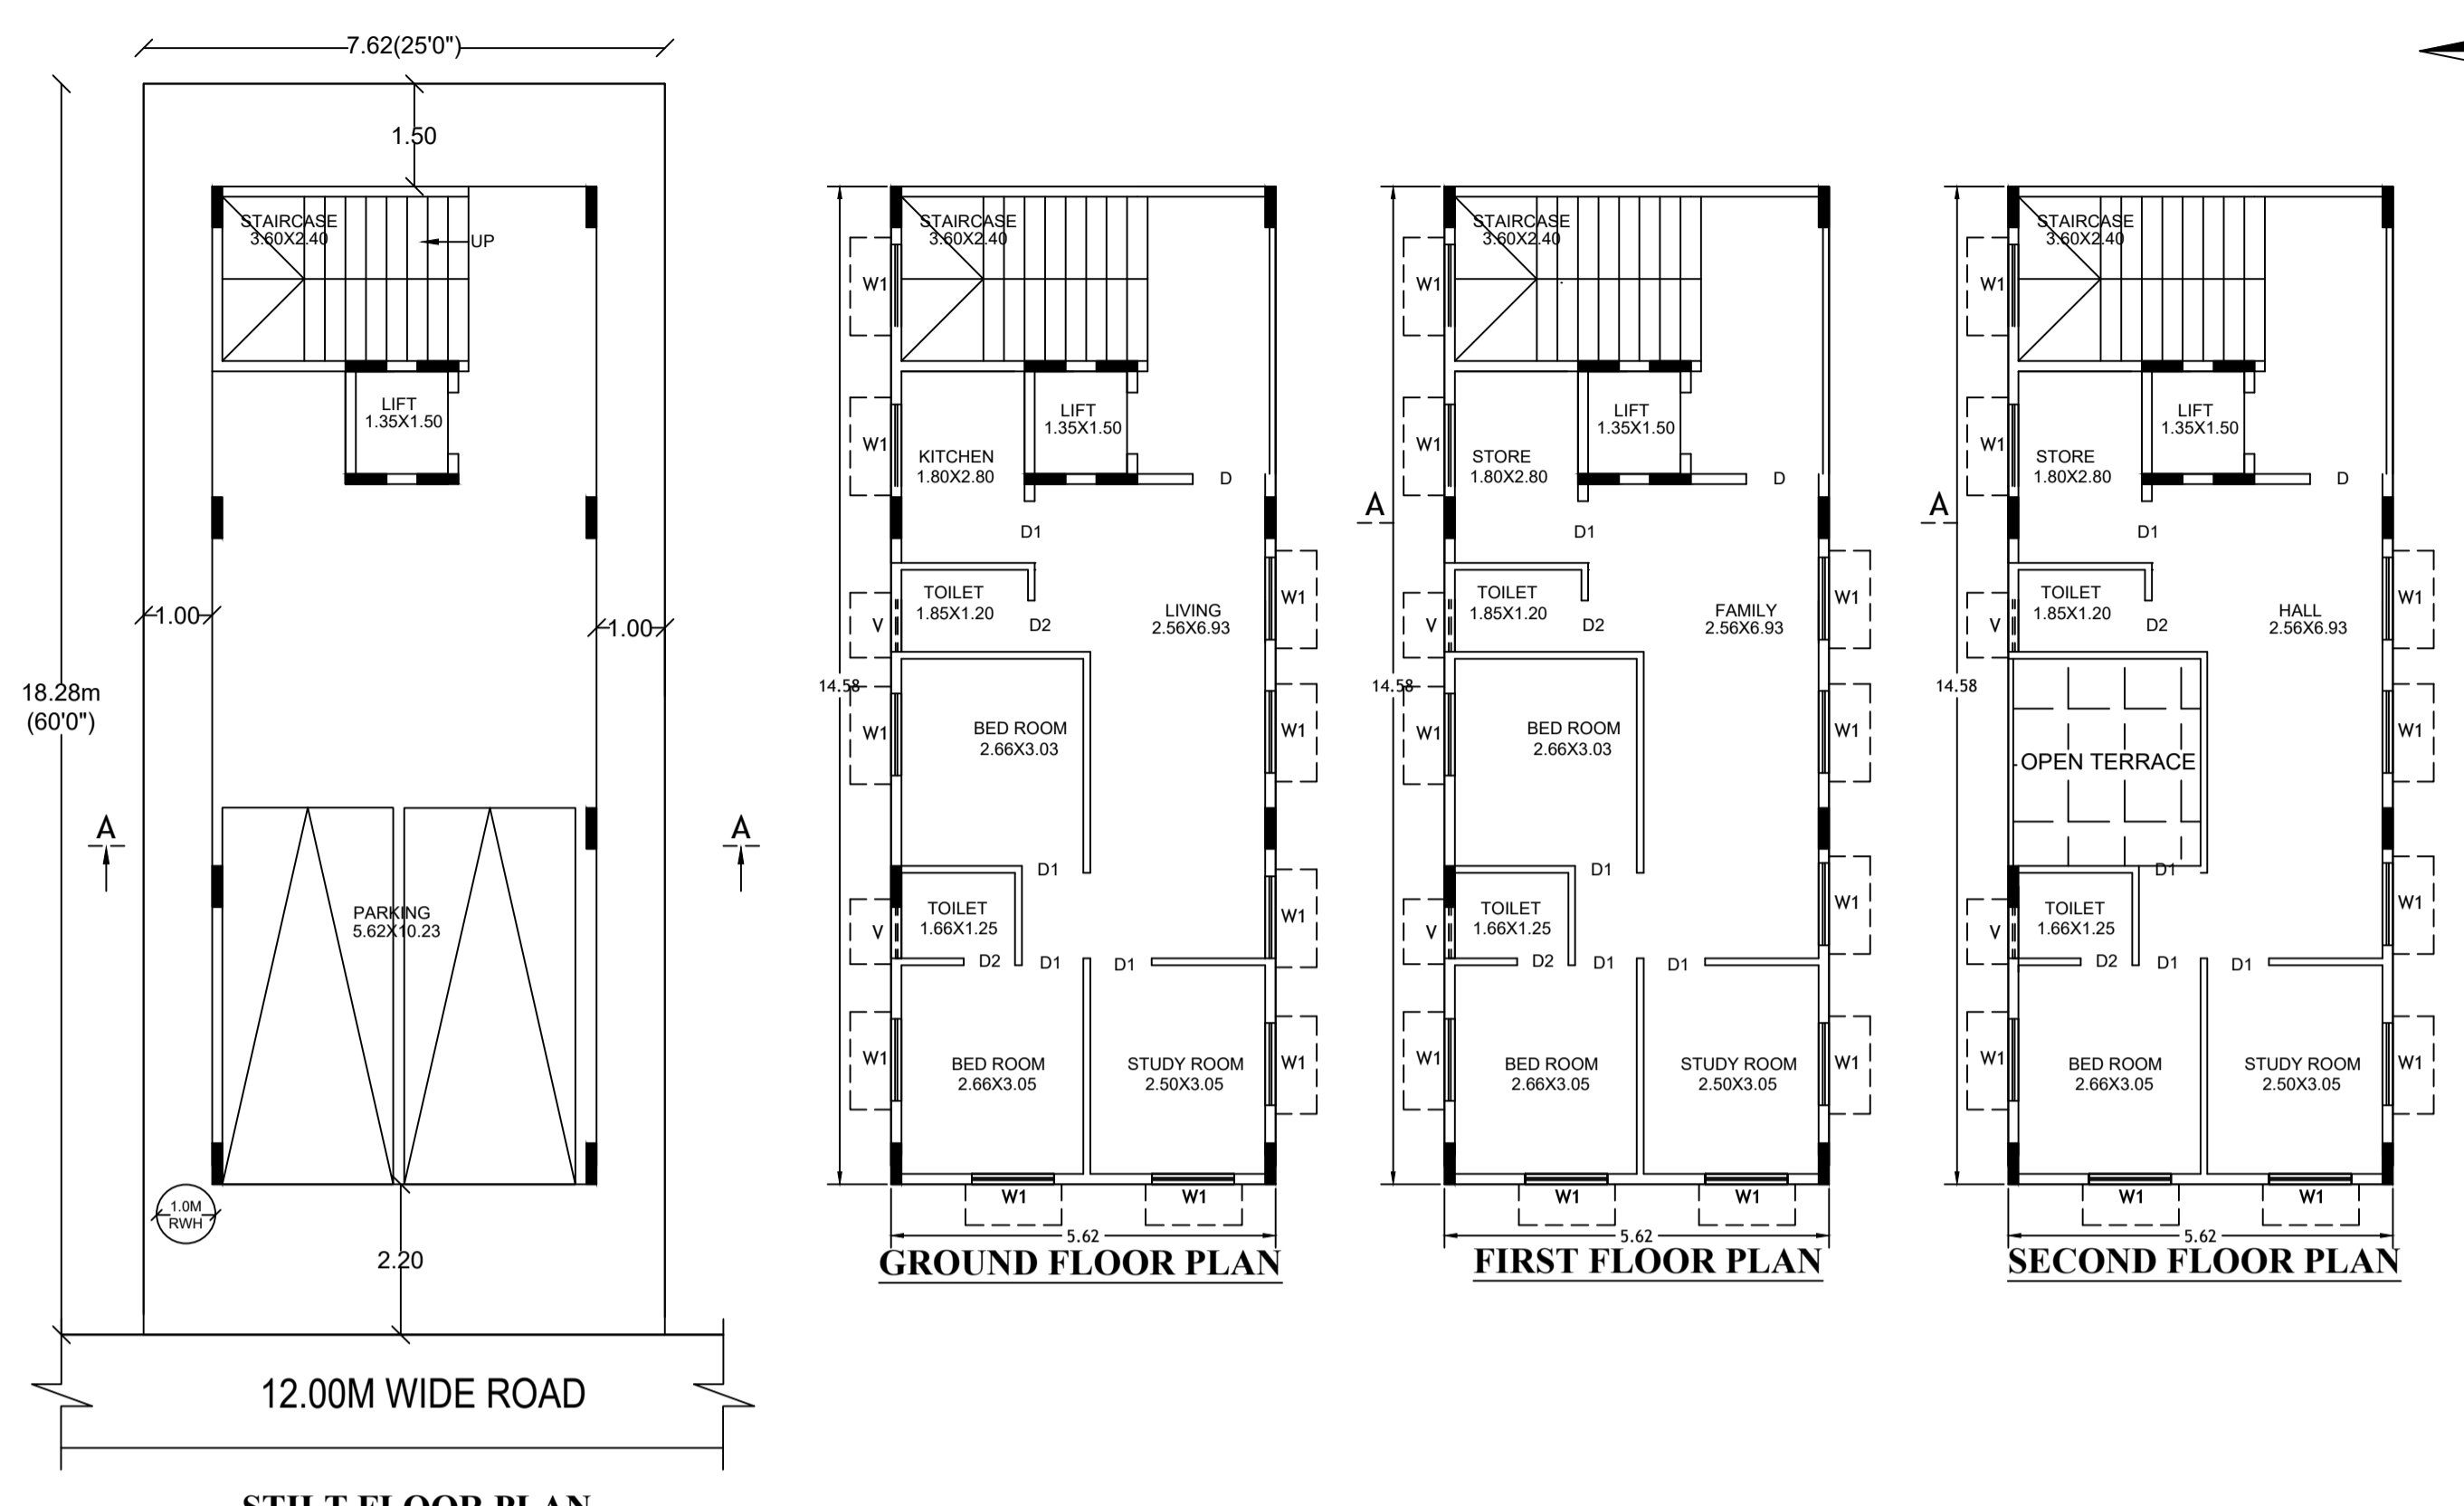 7.62(25'0")
1.50
STAIRCASE
3.60X2.40
UP
LIFT
1.35X1.50
1.00
1.00
18.28m
(60'0")
A
A
PARKING
5.62X10.23
1.0M
RWH
2.20
12.00M WIDE ROAD
STILT FLOOR PLAN
STAIRCASE
3.60X2.40
W1
LIFT
1.35X1.50
W1
KITCHEN
1.80X2.80
D
D1
TOILET
1.85X1.20
V
D2
LIVING
2.56X6.93
W1
14.58
W1
BED ROOM
2.66X3.03
W1
D1
TOILET
1.66X1.25
V
W1
D2
D1
D1
W1
BED ROOM
2.66X3.05
STUDY ROOM
2.50X3.05
W1
W1
W1
5.62
GROUND FLOOR PLAN
STAIRCASE
3.60X2.40
W1
LIFT
1.35X1.50
W1
STORE
1.80X2.80
D
A
D1
TOILET
1.85X1.20
V
D2
FAMILY
2.56X6.93
W1
14.58
W1
BED ROOM
2.66X3.03
W1
D1
TOILET
1.66X1.25
V
W1
D2
D1
D1
W1
BED ROOM
2.66X3.05
STUDY ROOM
2.50X3.05
W1
W1
W1
5.62
FIRST FLOOR PLAN
STAIRCASE
3.60X2.40
W1
LIFT
1.35X1.50
W1
STORE
1.80X2.80
D
A
D1
TOILET
1.85X1.20
V
D2
HALL
2.56X6.93
W1
14.58
OPEN TERRACE
W1
D1
TOILET
1.66X1.25
V
W1
D2
D1
D1
W1
BED ROOM
2.66X3.05
STUDY ROOM
2.50X3.05
W1
W1
W1
5.62
SECOND FLOOR PLAN